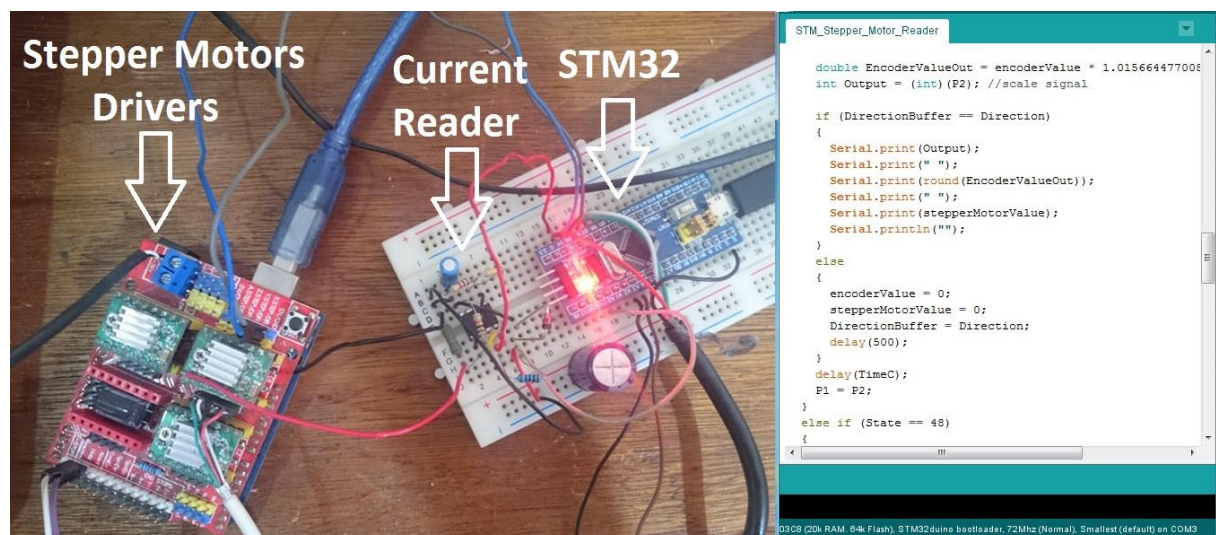 Stepper Motors
Drivers
Current
Reader
STM32
END STOPS
STM_Stepper_Motor_Reader
double EncoderValueOut = encoderValue * 1.015664477008
int Output = (int)(P2); //scale signal
if (DirectionBuffer == Direction)
{
Serial.print(Output);
Serial.print(" ");
Serial.print(round(EncoderValueOut));
Serial.print(" ");
Serial.print(stepperMotorValue);
Serial.println("");
}
else
{
encoderValue = 0;
stepperMotorValue = 0;
DirectionBuffer = Direction;
delay(500);
}
delay(TimeC);
P1 = P2;
}
else if (State == 48)
{
03C8 (20k RAM. 64k Flash), STM32duino bootloader, 72Mhz (Normal), Smallest (default) on COM3